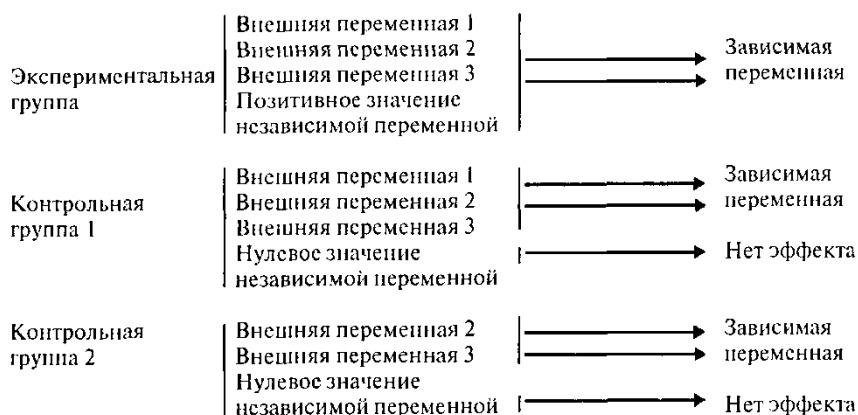 Внешняя переменная 1
Внешняя переменная 2
Экспериментальная группа
Внешняя переменная 3
Позитивное значение
независимой переменной
Зависимая
переменная
Контрольная
группа 1
Внешняя переменная 1
Внешняя переменная 2
Внешняя переменная 3
Нулевое значение
независимой переменной
Зависимая
переменная
Нет эффекта
Контрольная
группа 2
Внешняя переменная 2
Внешняя переменная 3
Нулевое значение
независимой переменной
Зависимая
переменная
Нет эффекта